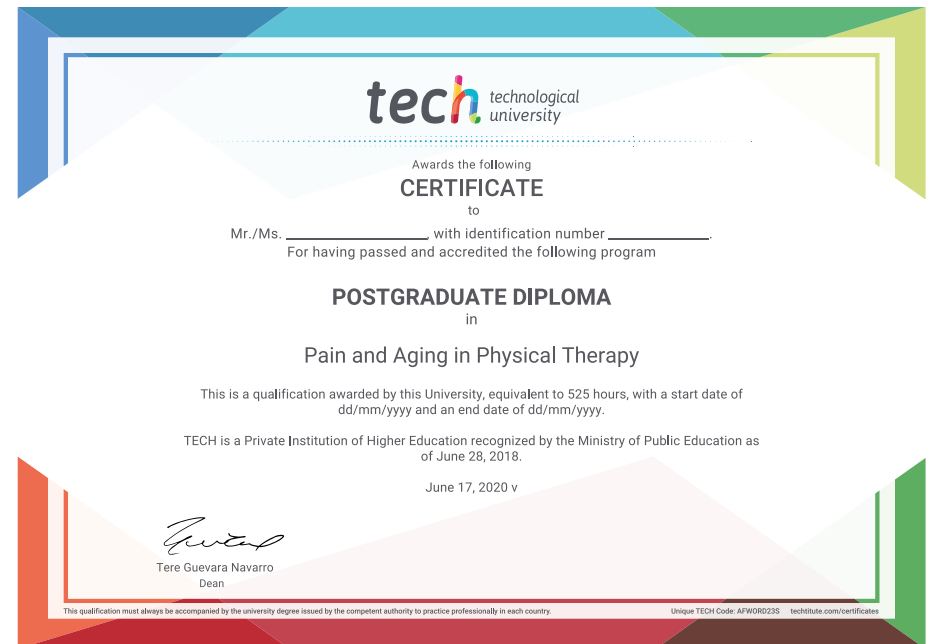 tech technological
university
Awards the following
CERTIFICATE
to
Mr./Ms. ____________________, with identification number ______________.
For having passed and accredited the following program
POSTGRADUATE DIPLOMA
in
Pain and Aging in Physical Therapy
This is a qualification awarded by this University, equivalent to 525 hours, with a start date of
dd/mm/yyyy and an end date of dd/mm/yyyy.
TECH is a Private Institution of Higher Education recognized by the Ministry of Public Education as
of June 28, 2018.
June 17, 2020 v
Tere Guevara Navarro
Dean
This qualification must always be accompanied by the university degree issued by the competent authority to practice professionally in each country.
Unique TECH Code: AFWORD23S techtitute.com/certificates